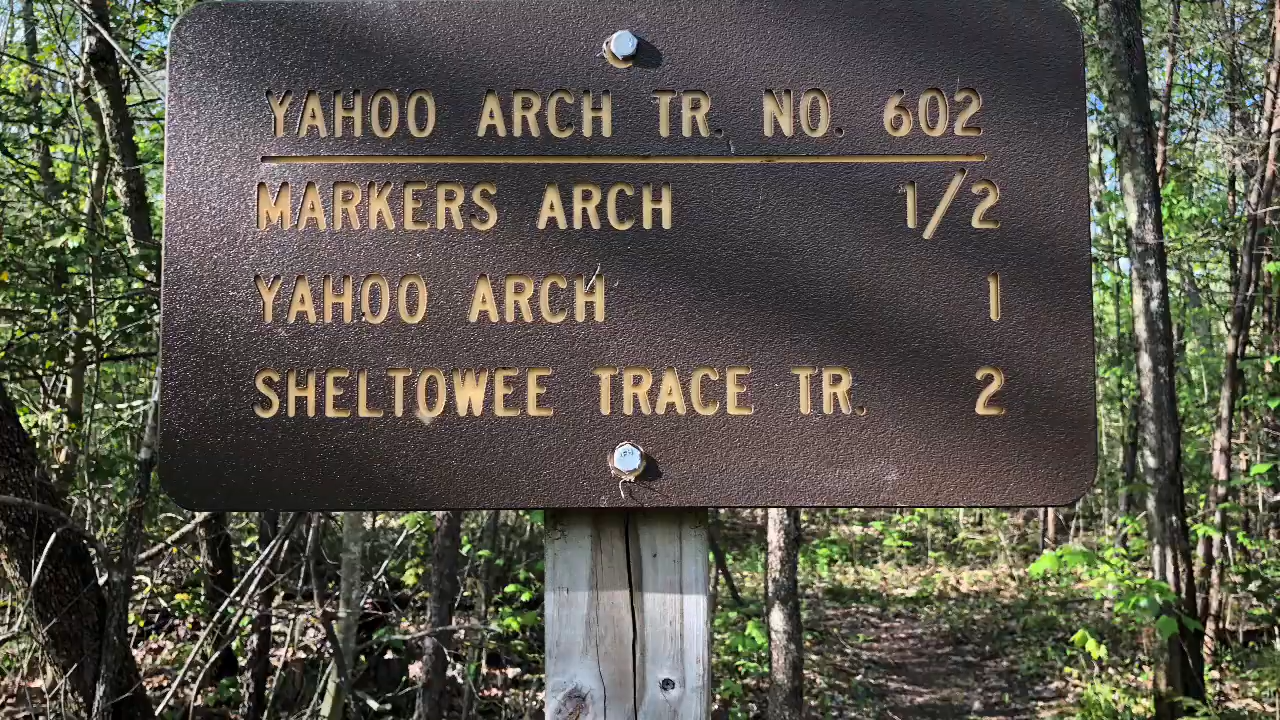 YAHOO ARCH TR. NO. 602
MARKERS ARCH 1/2
YAHOO ARCH 1
SHELTOWEE TRACE TR. 2